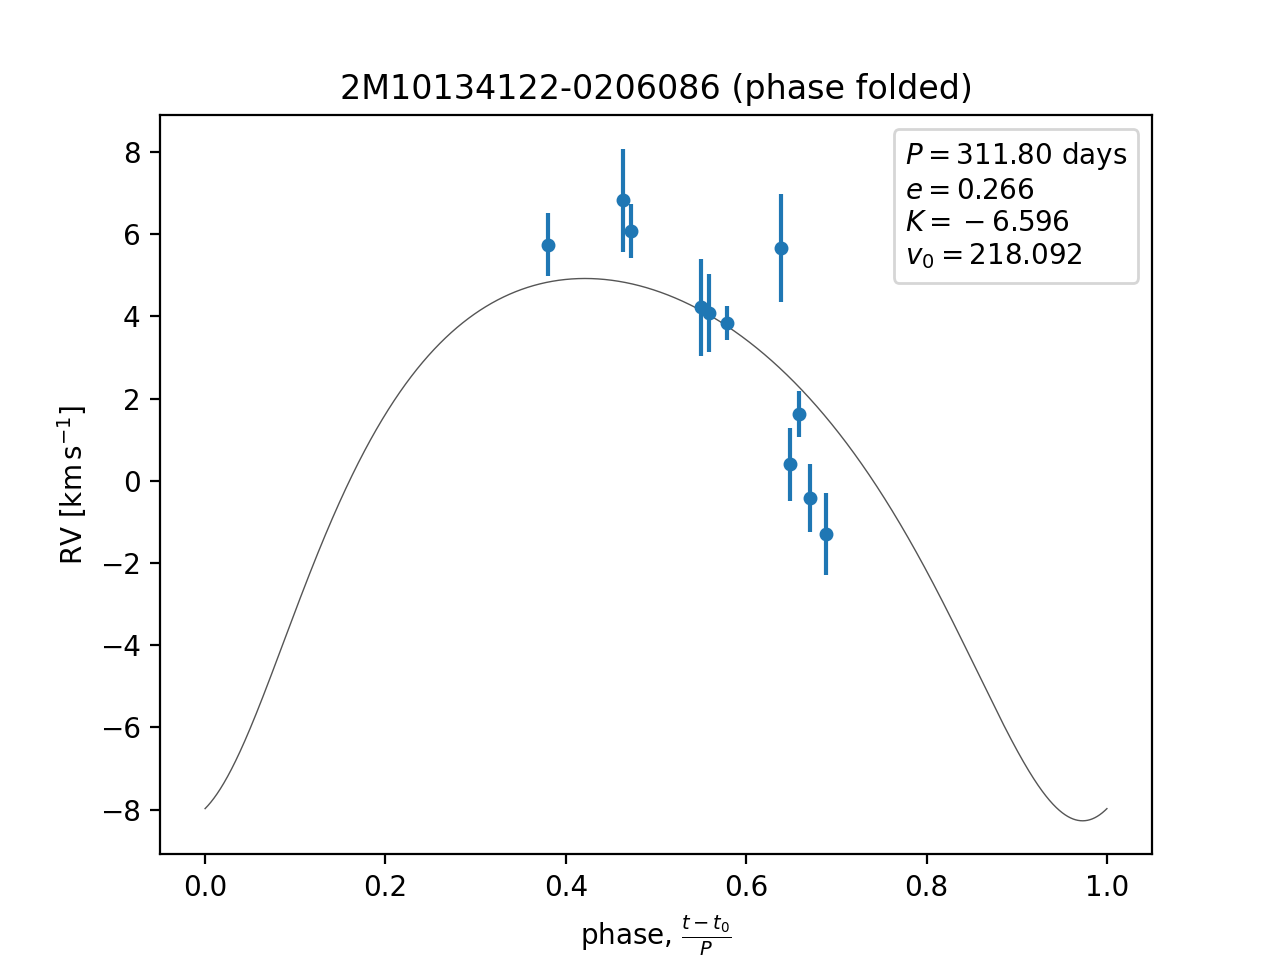 2M10134122-0206086 (phase folded)
P = 311.80 days
e = 0.266
K = −6.596
v₀ = 218.092
8
6
4
2
0
−2
−4
−6
−8
RV [km s⁻¹]
0.0 0.2 0.4 0.6 0.8 1.0
phase, (t − t₀)/P